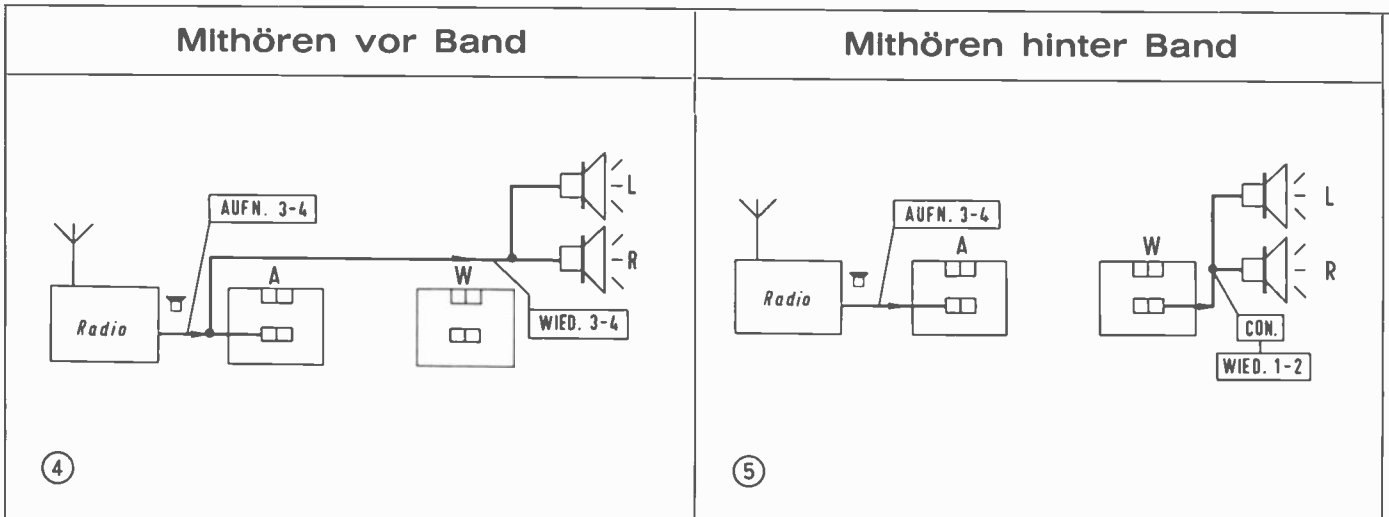 Mithören vor Band
AUFN. 3-4
L
R
A
W
Radio
WIED. 3-4
4
Mithören hinter Band
AUFN. 3-4
L
R
A
W
Radio
CON.
WIED. 1-2
5